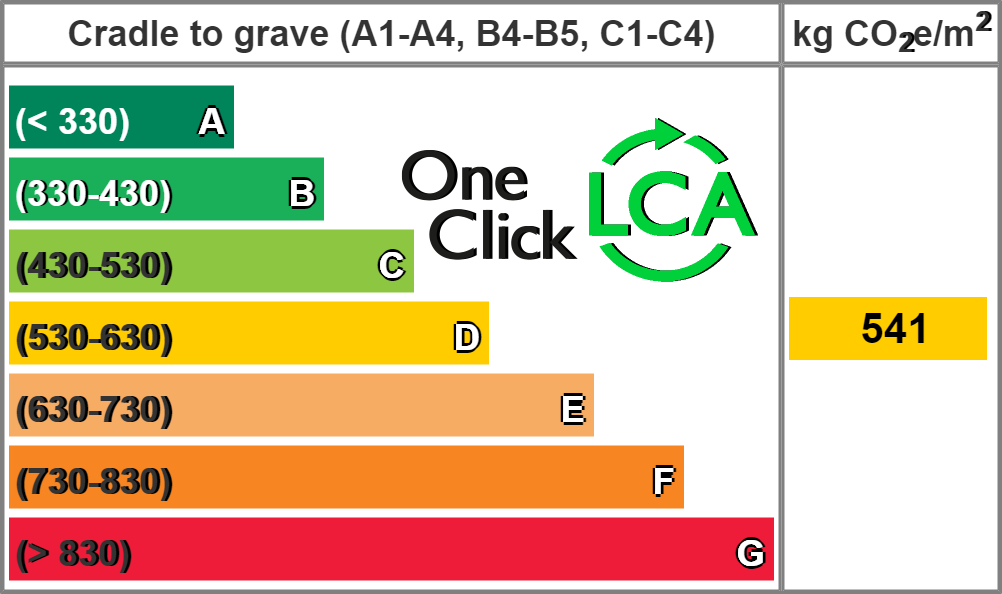 Cradle to grave (A1-A4, B4-B5, C1-C4)
kg CO₂e/m²
(< 330) A
(330-430) B
(430-530) C
(530-630) D
(630-730) E
(730-830) F
(> 830) G
One
Click
LCA
541